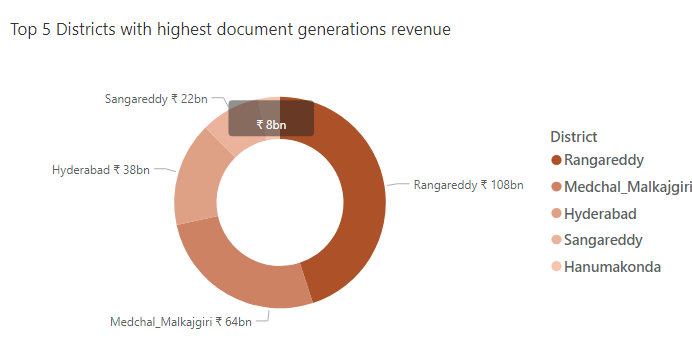 Top 5 Districts with highest document generations revenue
Sangareddy ₹ 22bn
₹ 8bn
Hyderabad ₹ 38bn
Rangareddy ₹ 108bn
Medchal_Malkajgiri ₹ 64bn
District
Rangareddy
Medchal_Malkajgiri
Hyderabad
Sangareddy
Hanumakonda